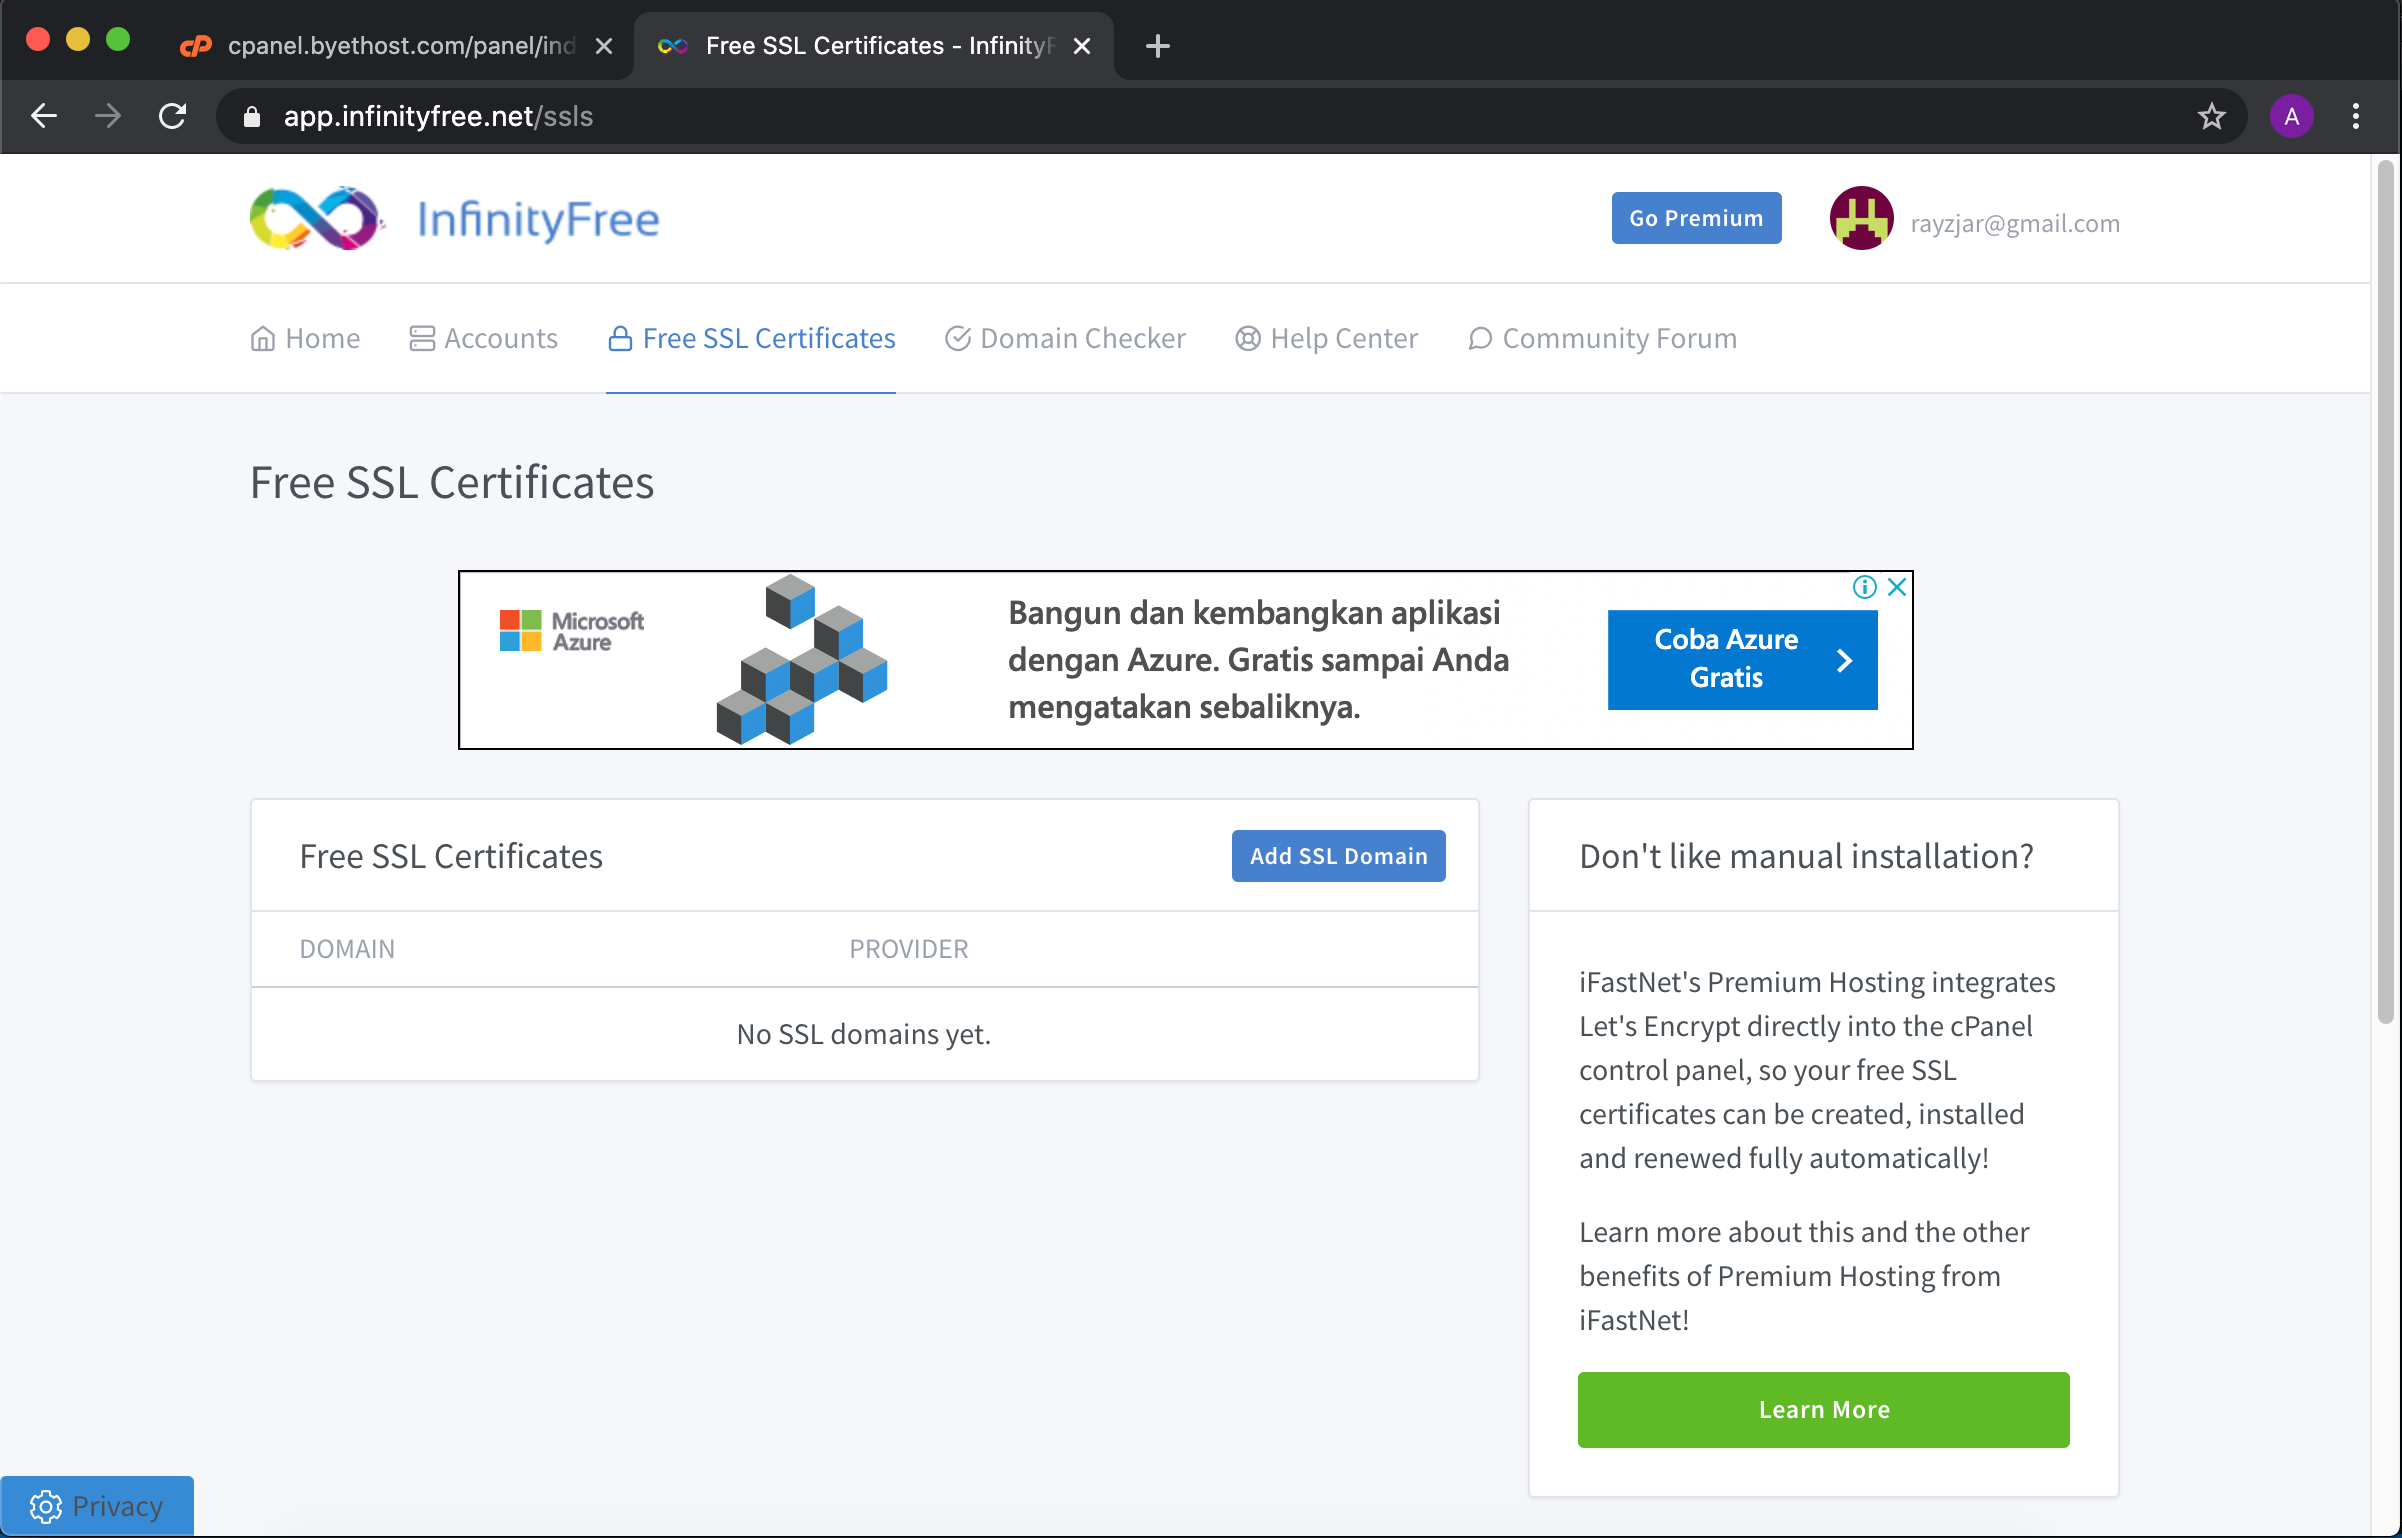 cpanel.byethost.com/panel/ind
Free SSL Certificates - InfinityF
app.infinityfree.net/ssls
A
InfinityFree
Go Premium
rayzjar@gmail.com
Home
Accounts
Free SSL Certificates
Domain Checker
Help Center
Community Forum
Free SSL Certificates
Microsoft
Azure
Bangun dan kembangkan aplikasi
dengan Azure. Gratis sampai Anda
mengatakan sebaliknya.
Coba Azure
Gratis
Free SSL Certificates
Add SSL Domain
DOMAIN
PROVIDER
No SSL domains yet.
Don't like manual installation?
iFastNet's Premium Hosting integrates
Let's Encrypt directly into the cPanel
control panel, so your free SSL
certificates can be created, installed
and renewed fully automatically!
Learn more about this and the other
benefits of Premium Hosting from
iFastNet!
Learn More
Privacy